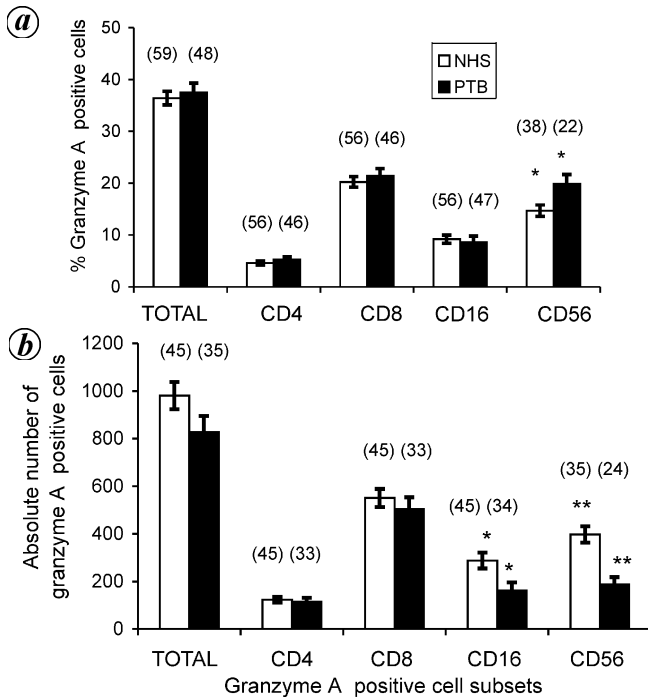 a
60
50
40
30
20
10
0
% Granzyme A positive cells
(59) (48)
(56) (46)
(56) (46)
(56) (47)
(38) (22)
* *
NHS
PTB
TOTAL CD4 CD8 CD16 CD56
b
1200
1000
800
600
400
200
0
Absolute number of
granzyme A positive cells
(45) (35)
(45) (33)
(45) (33)
(45) (34)
* *
(35) (24)
** **
TOTAL CD4 CD8 CD16 CD56
Granzyme A positive cell subsets